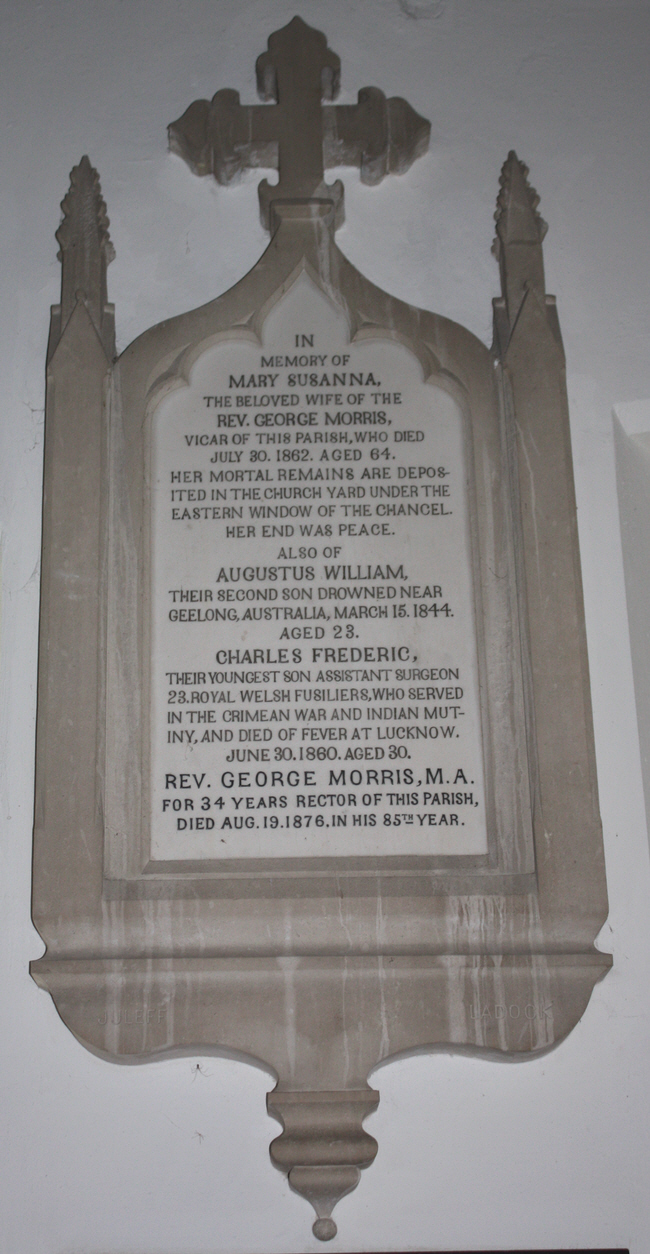 IN
MEMORY OF
MARY SUSANNA,
THE BELOVED WIFE OF THE
REV. GEORGE MORRIS,
VICAR OF THIS PARISH, WHO DIED
JULY 30. 1862. AGED 64.
HER MORTAL REMAINS ARE DEPOS-
ITED IN THE CHURCH YARD UNDER THE
EASTERN WINDOW OF THE CHANCEL.
HER END WAS PEACE.
ALSO OF
AUGUSTUS WILLIAM,
THEIR SECOND SON DROWNED NEAR
GEELONG, AUSTRALIA, MARCH 15. 1844.
AGED 23.
CHARLES FREDERIC,
THEIR YOUNGEST SON ASSISTANT SURGEON
23. ROYAL WELSH FUSILIERS, WHO SERVED
IN THE CRIMEAN WAR AND INDIAN MUT-
INY, AND DIED OF FEVER AT LUCKNOW.
JUNE 30. 1860. AGED 30.
REV. GEORGE MORRIS, M.A.
FOR 34 YEARS RECTOR OF THIS PARISH,
DIED AUG. 19. 1876. IN HIS 85TH YEAR.
JULEFF LADOCK